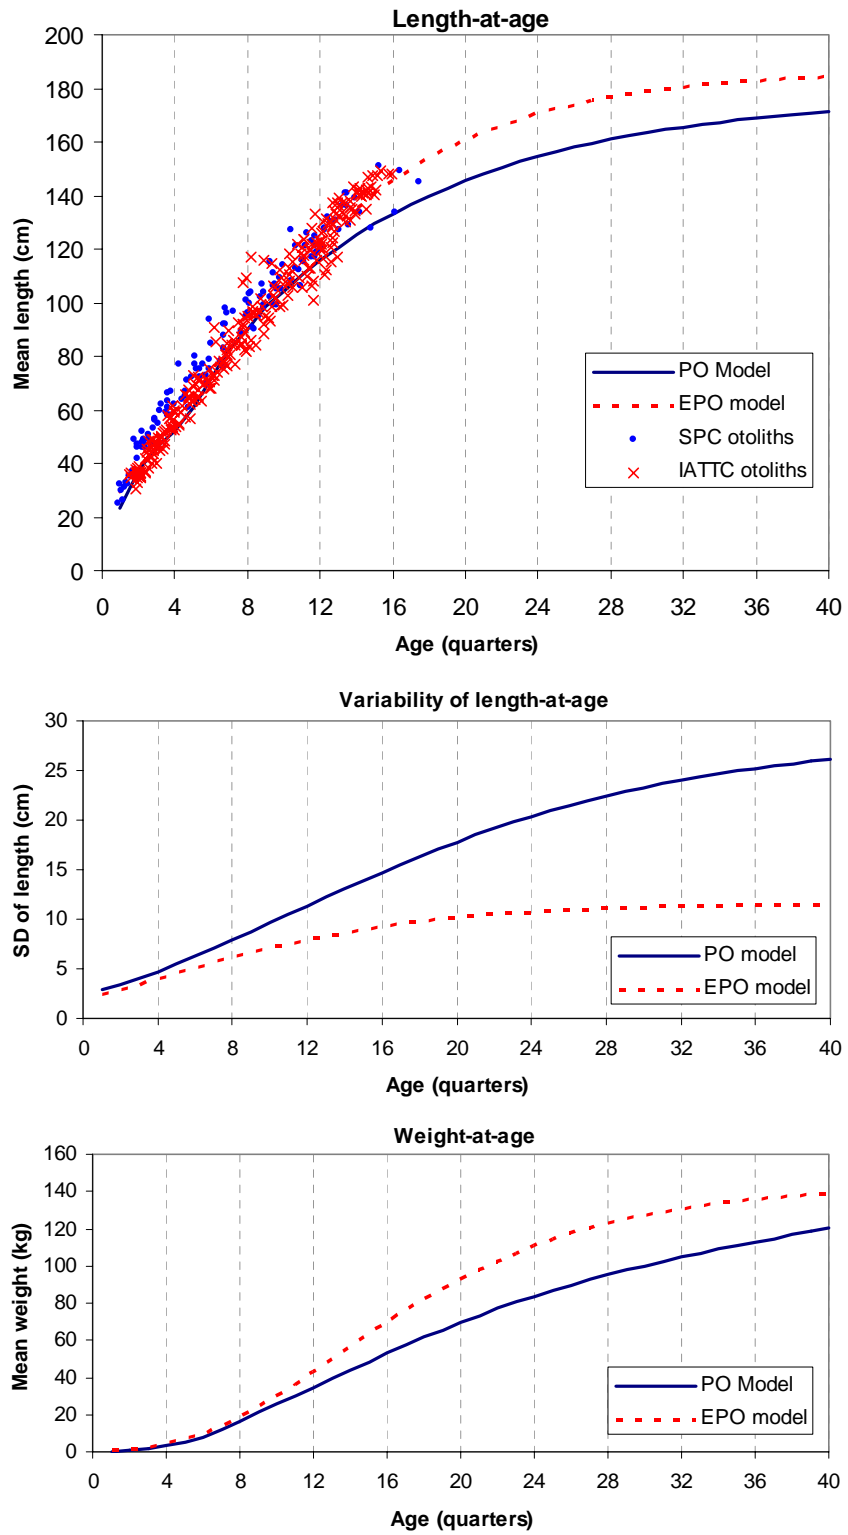 Length-at-age
200
180
160
140
120
100
80
60
40
20
0
Mean length (cm)
PO Model
EPO model
SPC otoliths
IATTC otoliths
0 4 8 12 16 20 24 28 32 36 40
Age (quarters)
Variability of length-at-age
30
25
20
15
10
5
0
SD of length (cm)
PO model
EPO model
0 4 8 12 16 20 24 28 32 36 40
Age (quarters)
Weight-at-age
160
140
120
100
80
60
40
20
0
Mean weight (kg)
PO Model
EPO model
0 4 8 12 16 20 24 28 32 36 40
Age (quarters)